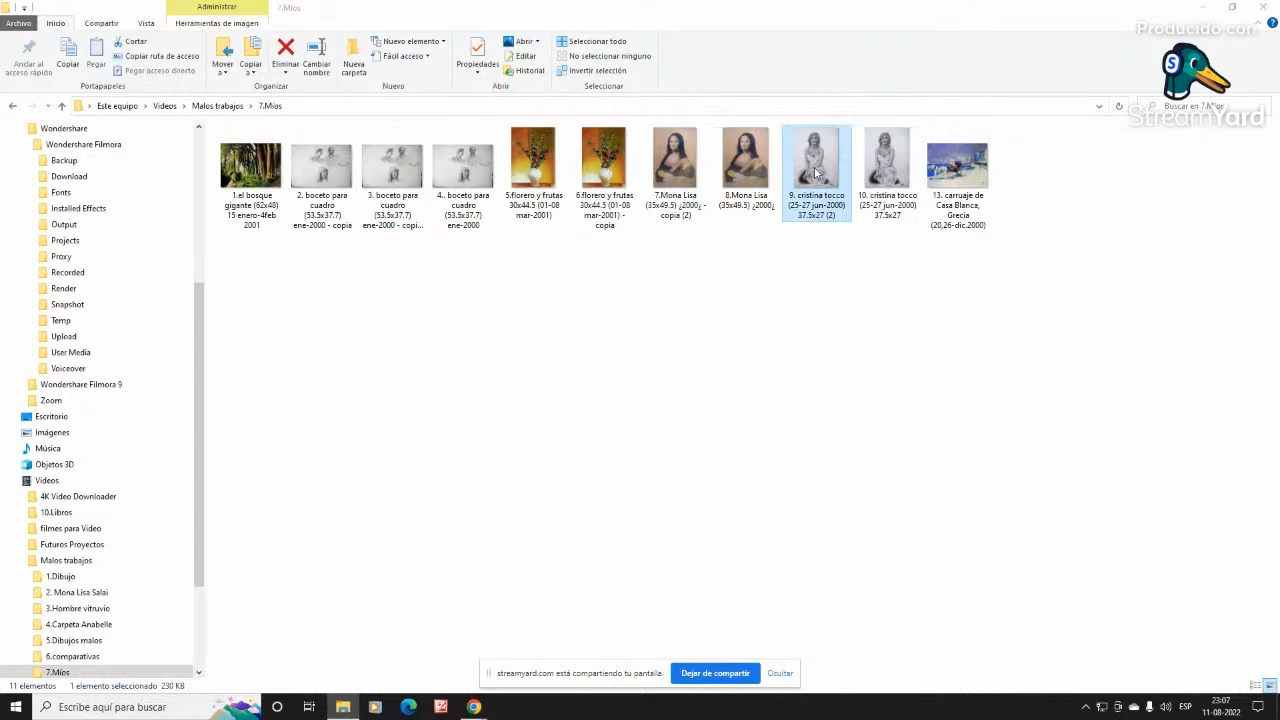 Administrar
7.Míos
Archivo
Inicio
Compartir
Vista
Herramientas de imagen
Anclar al
acceso rápido
Copiar
Pegar
Cortar
Copiar ruta de acceso
Pegar acceso directo
Portapapeles
Mover
a
Copiar
a
Eliminar
Cambiar
nombre
Organizar
Nueva
carpeta
Nuevo elemento
Fácil acceso
Nuevo
Propiedades
Abrir
Editar
Historial
Abrir
Seleccionar todo
No seleccionar ninguno
Invertir selección
Seleccionar
Producido con
S
StreamYard
Este equipo
Videos
Malos trabajos
7.Míos
Buscar en 7.Míos
Wondershare
Wondershare Filmora
Backup
Download
Fonts
Installed Effects
Output
Projects
Proxy
Recorded
Render
Snapshot
Temp
Upload
User Media
Voiceover
Wondershare Filmora 9
Zoom
Escritorio
Imágenes
Música
Objetos 3D
Videos
4K Video Downloader
10.Libros
filmes para Video
Futuros Proyectos
Malos trabajos
1.Dibujo
2. Mona Lisa Salai
3.Hombre vitruvio
4.Carpeta Anabelle
5.Dibujos malos
6.comparativas
7.Míos
1.el bosque
gigante (62x48)
15 enero-4feb
2001
2. boceto para
cuadro
(53.5x37.7)
ene-2000 - copia
3. boceto para
cuadro
(53.5x37.7)
ene-2000 - copi...
4.. boceto para
cuadro
(53.5x37.7)
ene-2000
5.florero y frutas
30x44.5 (01-08
mar-2001)
6.florero y frutas
30x44.5 (01-08
mar-2001) -
copia
7.Mona Lisa
(35x49.5) ¿2000¿ -
copia (2)
8.Mona Lisa
(35x49.5) ¿2000¿
9. cristina tocco
(25-27 jun-2000)
37.5x27 (2)
10. cristina tocco
(25-27 jun-2000)
37.5x27
13. carruaje de
Casa Blanca,
Grecia
(20,26-dic.2000)
streamyard.com está compartiendo tu pantalla.
Dejar de compartir
Ocultar
11 elementos
1 elemento seleccionado 230 KB
Escribe aquí para buscar
ESP
23:07
11-08-2022